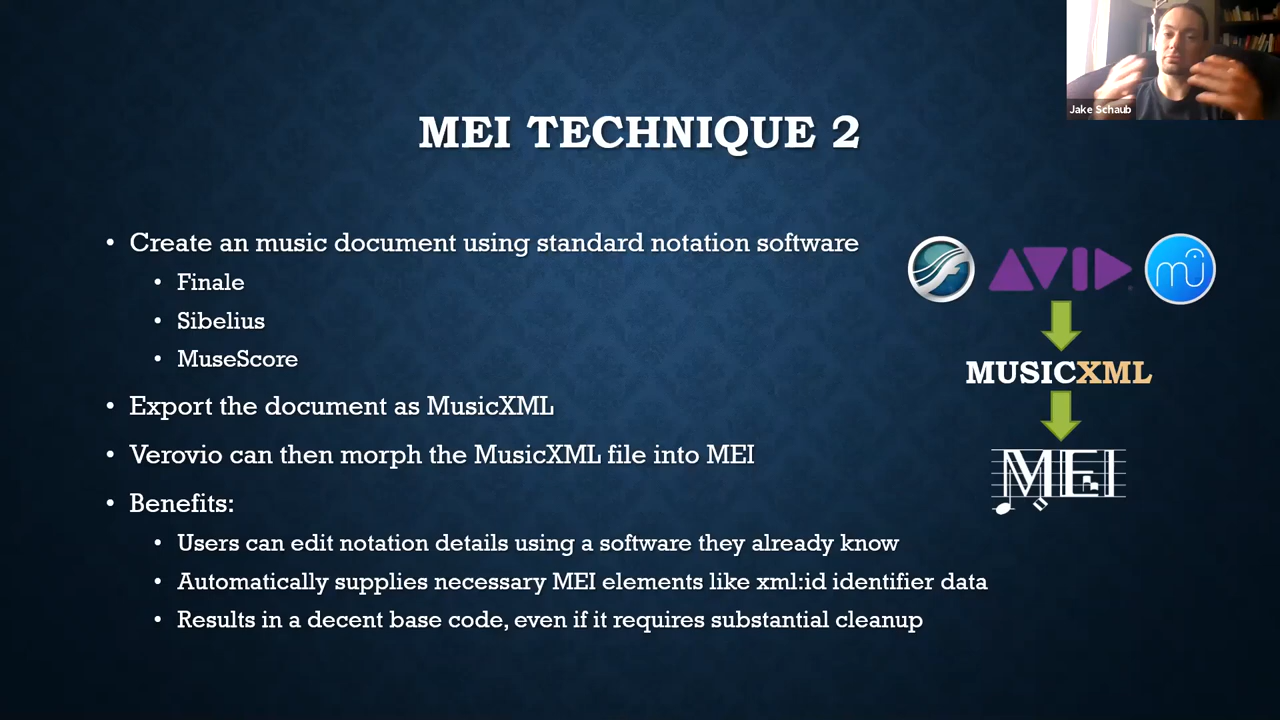 Jake Schaub
MEI TECHNIQUE 2
• Create an music document using standard notation software
• Finale
• Sibelius
• MuseScore
• Export the document as MusicXML
• Verovio can then morph the MusicXML file into MEI
• Benefits:
• Users can edit notation details using a software they already know
• Automatically supplies necessary MEI elements like xml:id identifier data
• Results in a decent base code, even if it requires substantial cleanup
AVID
mu
MUSICXML
MEI